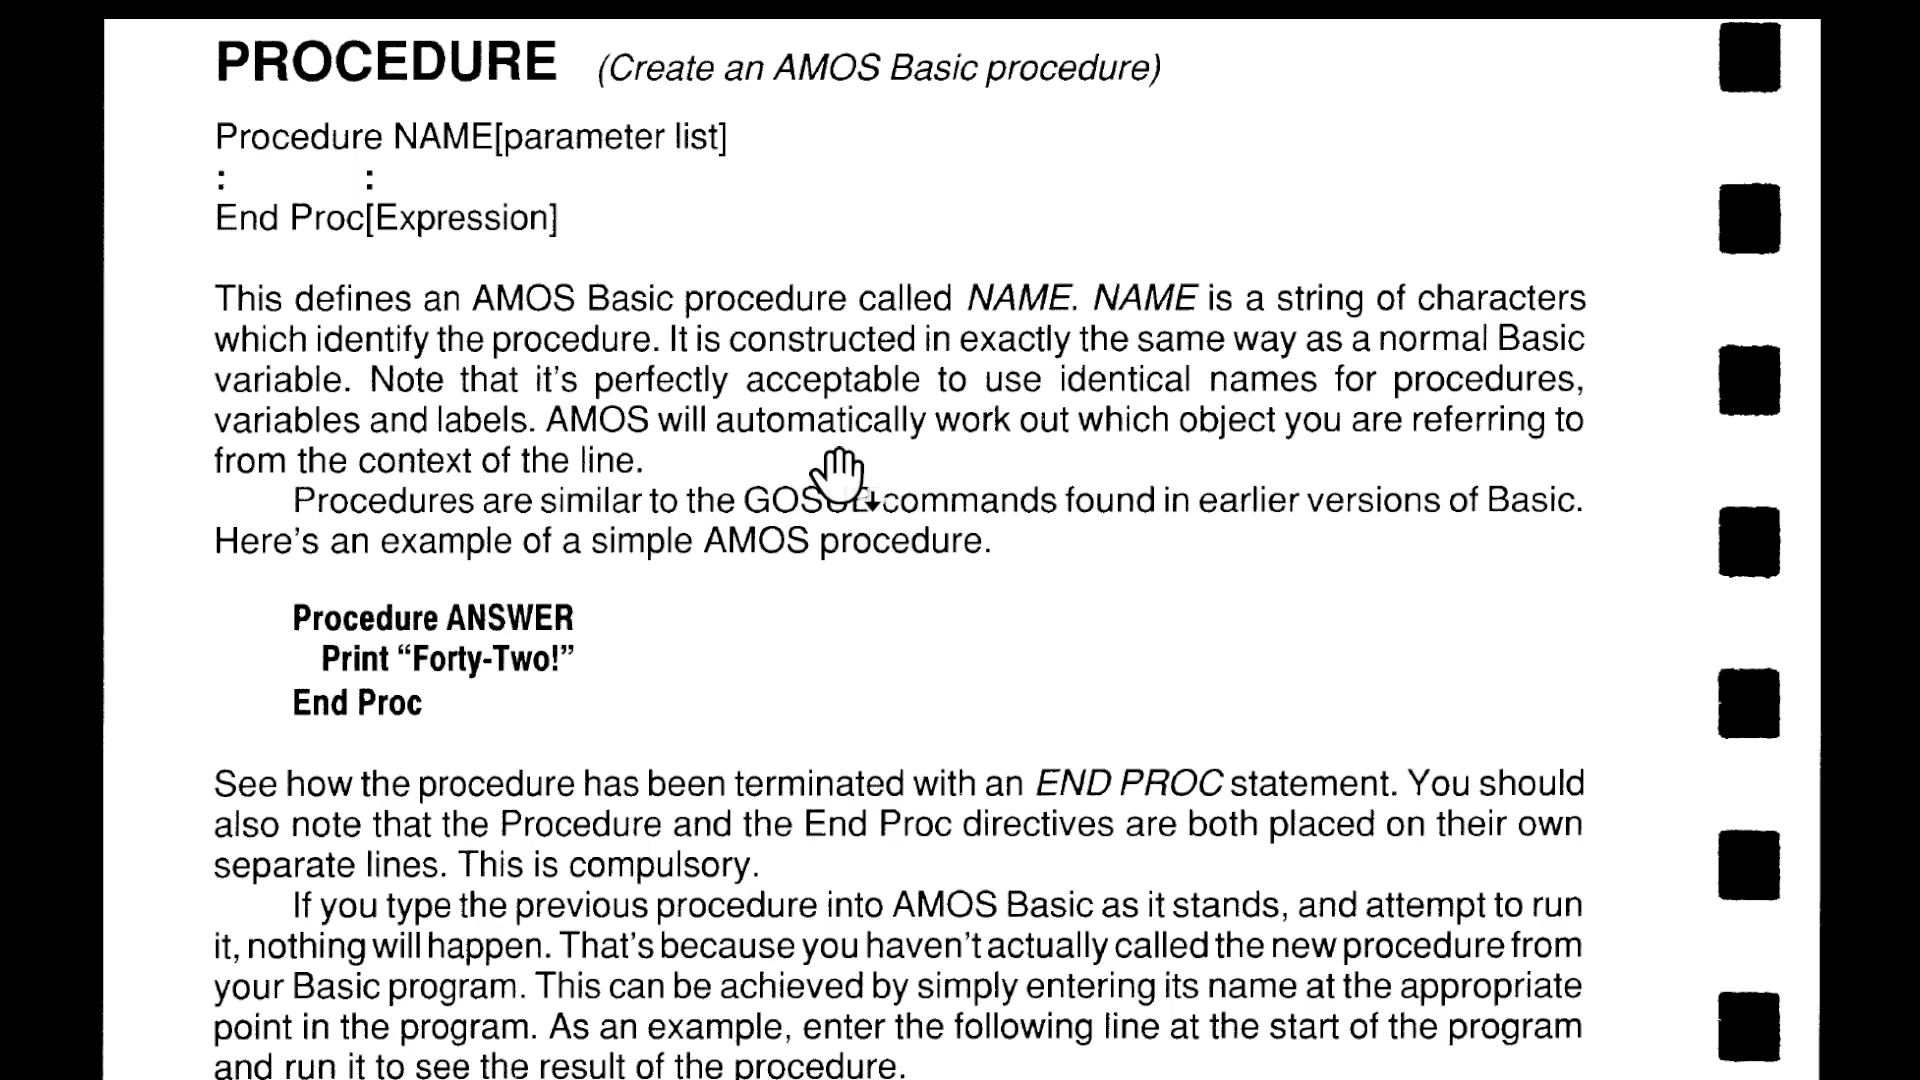 PROCEDURE (Create an AMOS Basic procedure)
Procedure NAME[parameter list]
: :
End Proc[Expression]
This defines an AMOS Basic procedure called NAME. NAME is a string of characters
which identify the procedure. It is constructed in exactly the same way as a normal Basic
variable. Note that it's perfectly acceptable to use identical names for procedures,
variables and labels. AMOS will automatically work out which object you are referring to
from the context of the line.
Procedures are similar to the GOSUB commands found in earlier versions of Basic.
Here's an example of a simple AMOS procedure.
Procedure ANSWER
Print “Forty-Two!”
End Proc
See how the procedure has been terminated with an END PROC statement. You should
also note that the Procedure and the End Proc directives are both placed on their own
separate lines. This is compulsory.
If you type the previous procedure into AMOS Basic as it stands, and attempt to run
it, nothing will happen. That's because you haven't actually called the new procedure from
your Basic program. This can be achieved by simply entering its name at the appropriate
point in the program. As an example, enter the following line at the start of the program
and run it to see the result of the procedure.